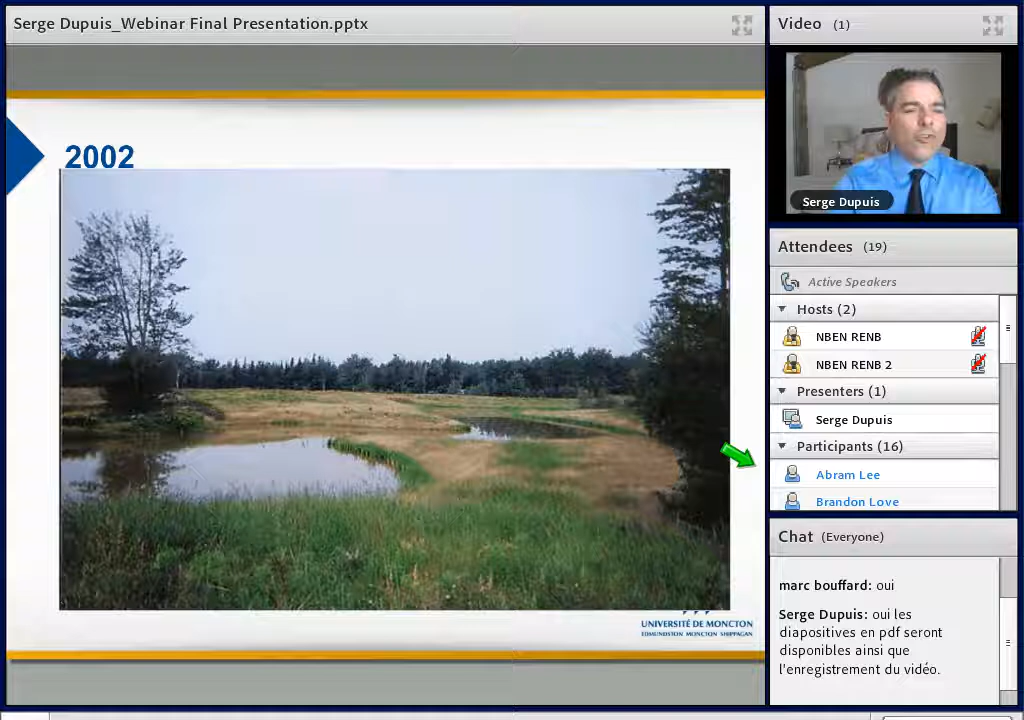 Serge Dupuis_Webinar Final Presentation.pptx
2002
UNIVERSITÉ DE MONCTON
EDMUNDSTON MONCTON SHIPPAGAN
Video (1)
Serge Dupuis
Attendees (19)
Active Speakers
Hosts (2)
NBEN RENB
NBEN RENB 2
Presenters (1)
Serge Dupuis
Participants (16)
Abram Lee
Brandon Love
Chat (Everyone)
marc bouffard: oui
Serge Dupuis: oui les
diapositives en pdf seront
disponibles ainsi que
l'enregistrement du vidéo.